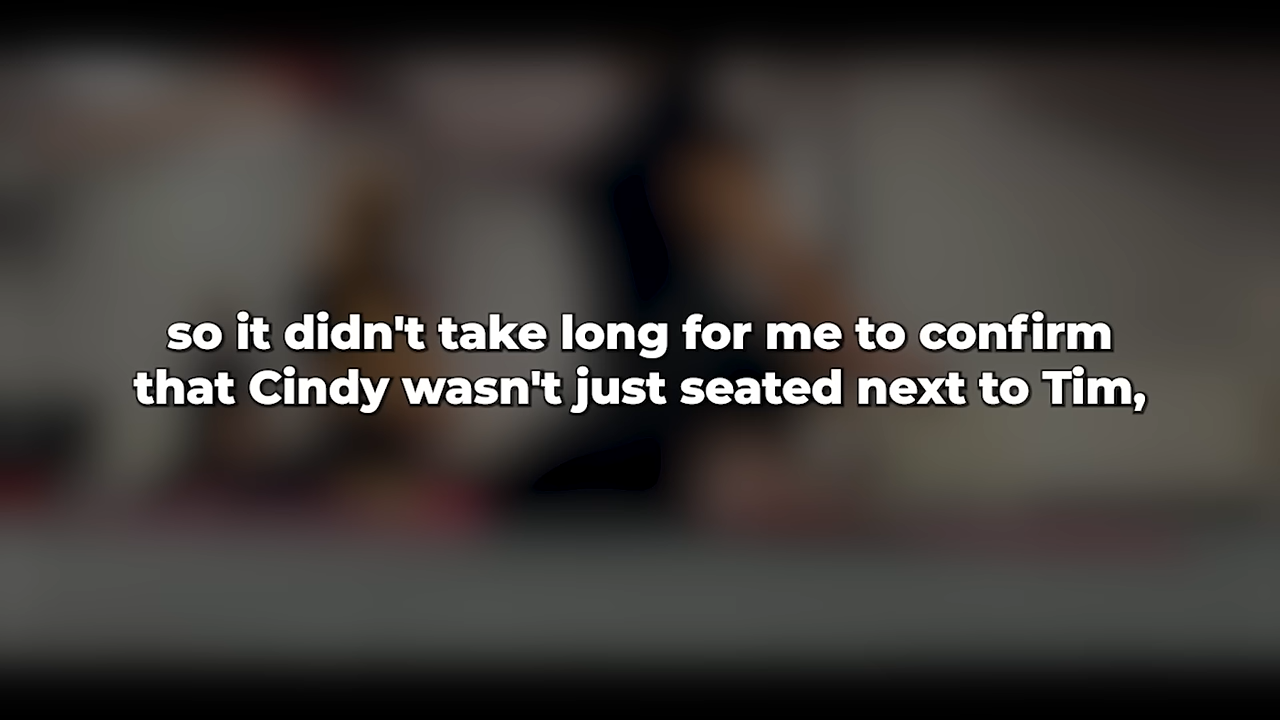 so it didn't take long for me to confirm
that Cindy wasn't just seated next to Tim,